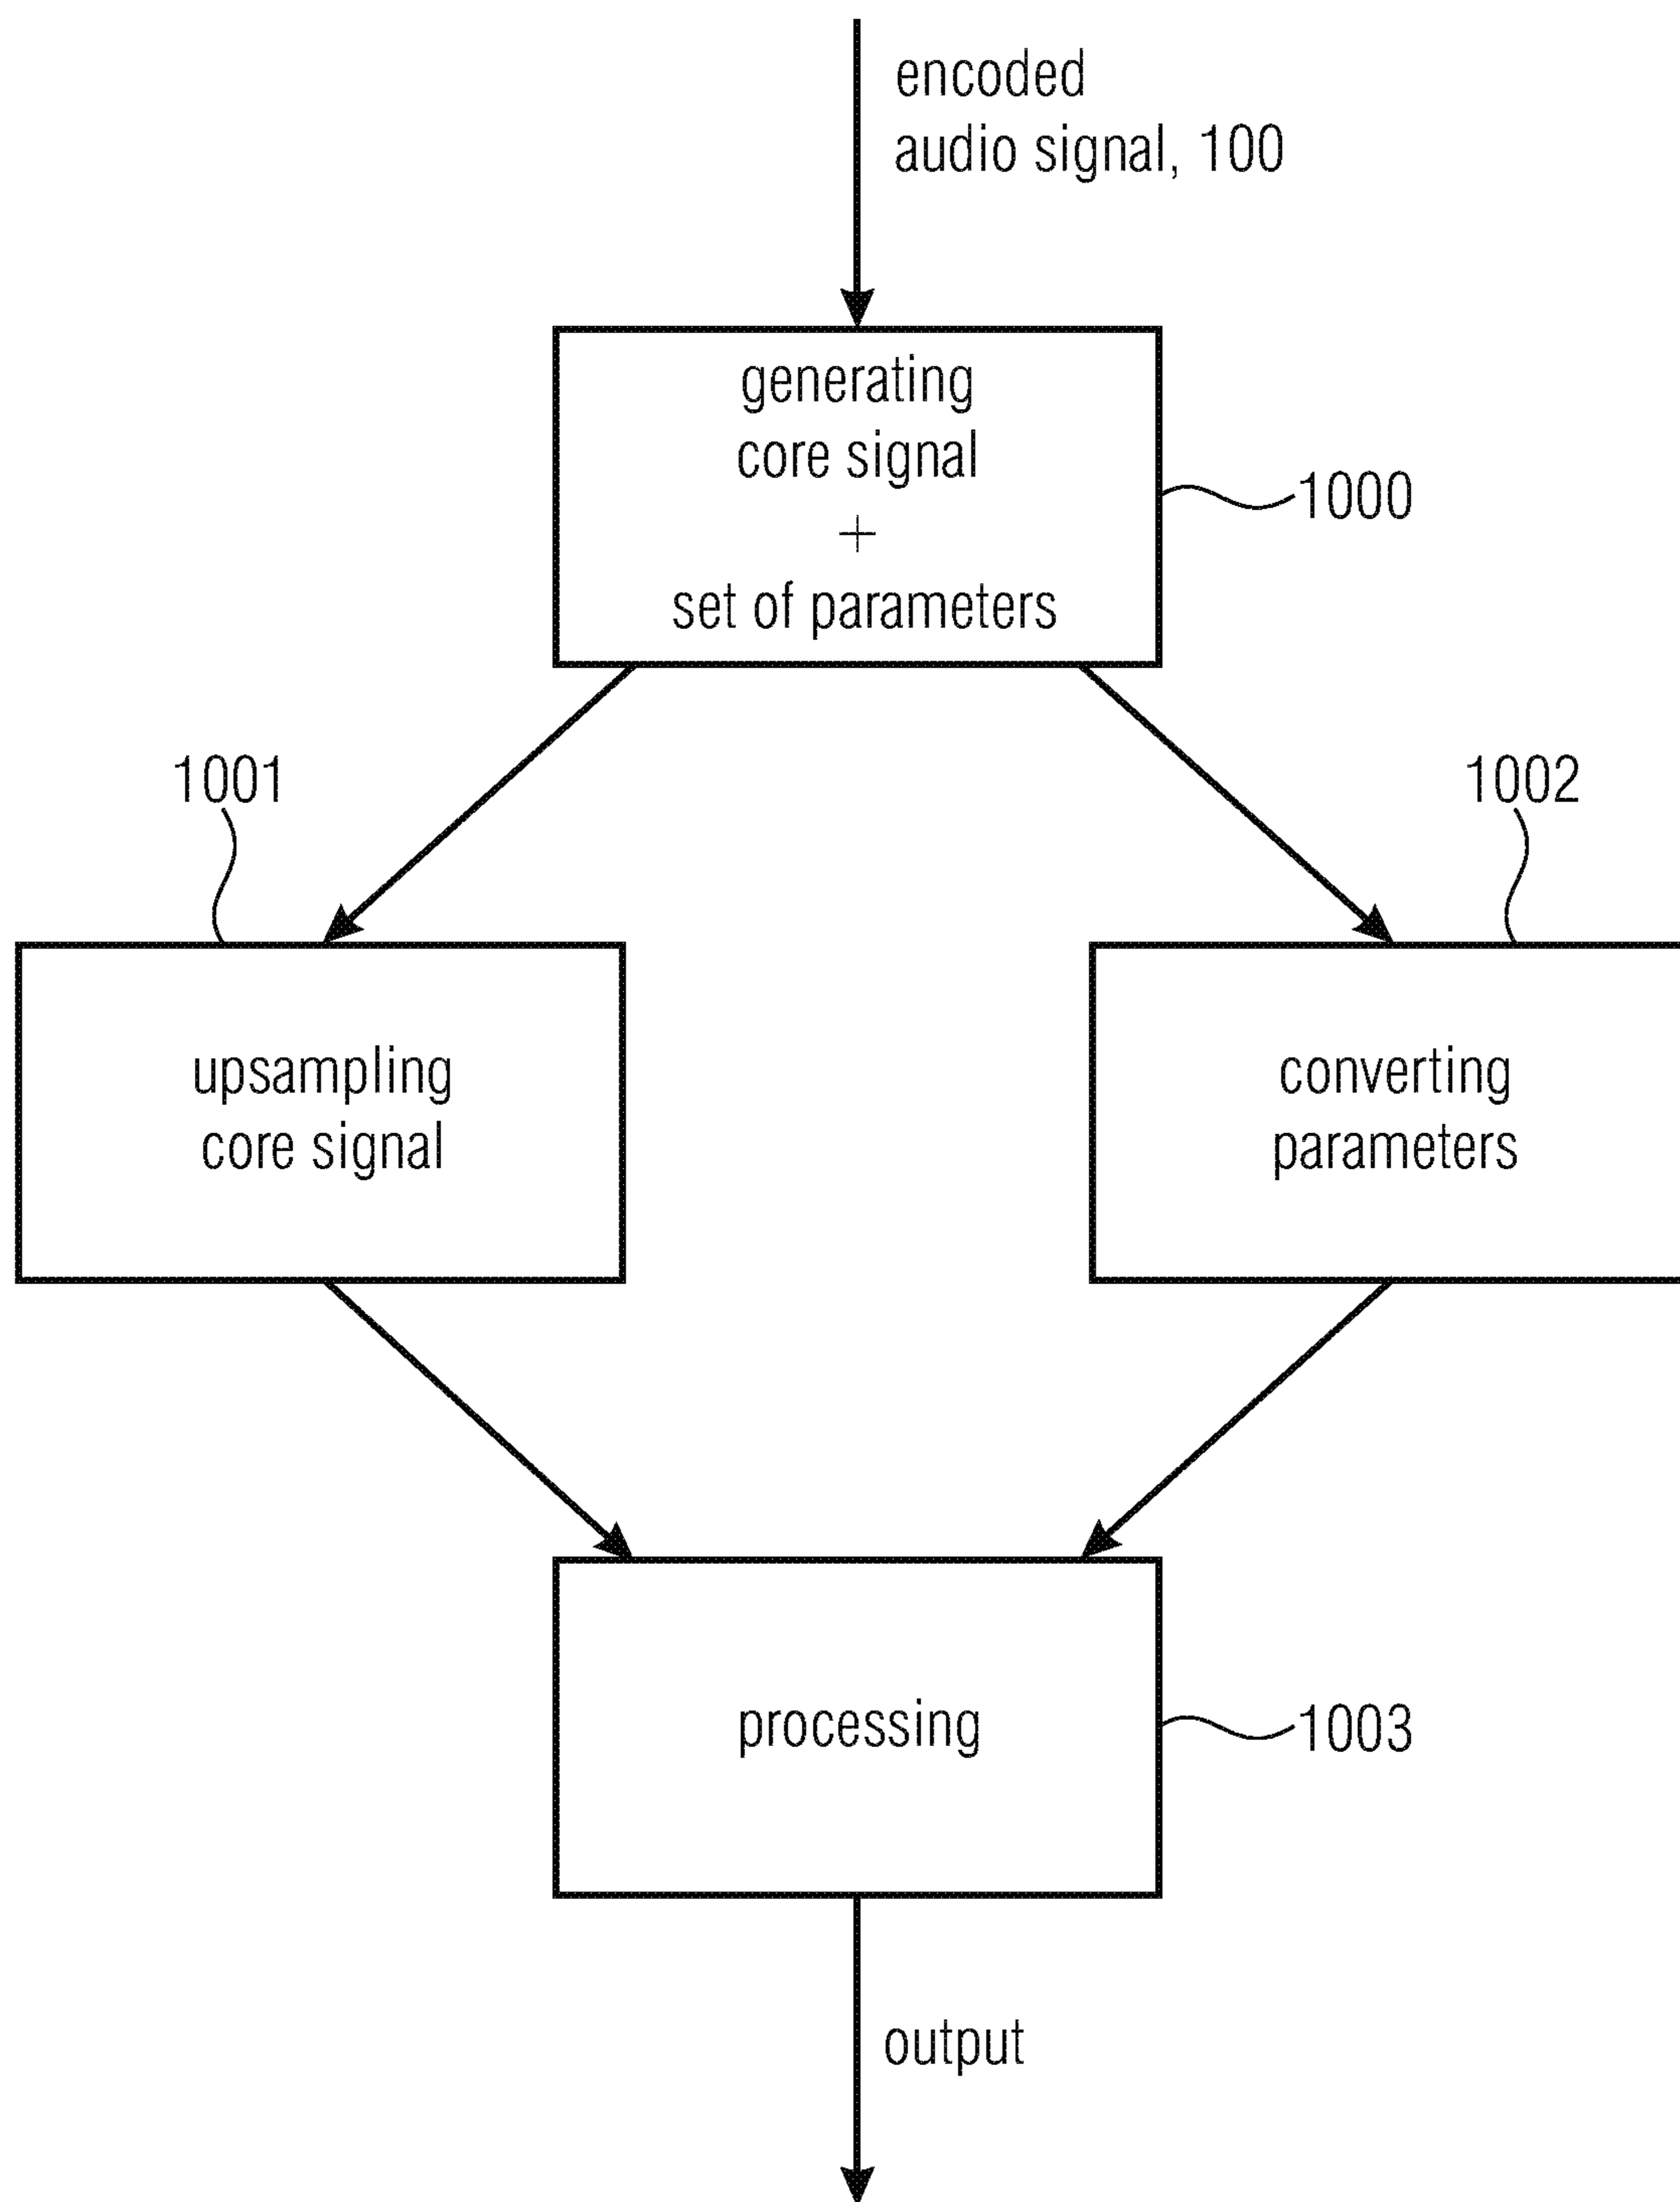 encoded
audio signal, 100
generating
core signal
+
set of parameters
1000
1001
1002
upsampling
core signal
converting
parameters
processing
1003
output